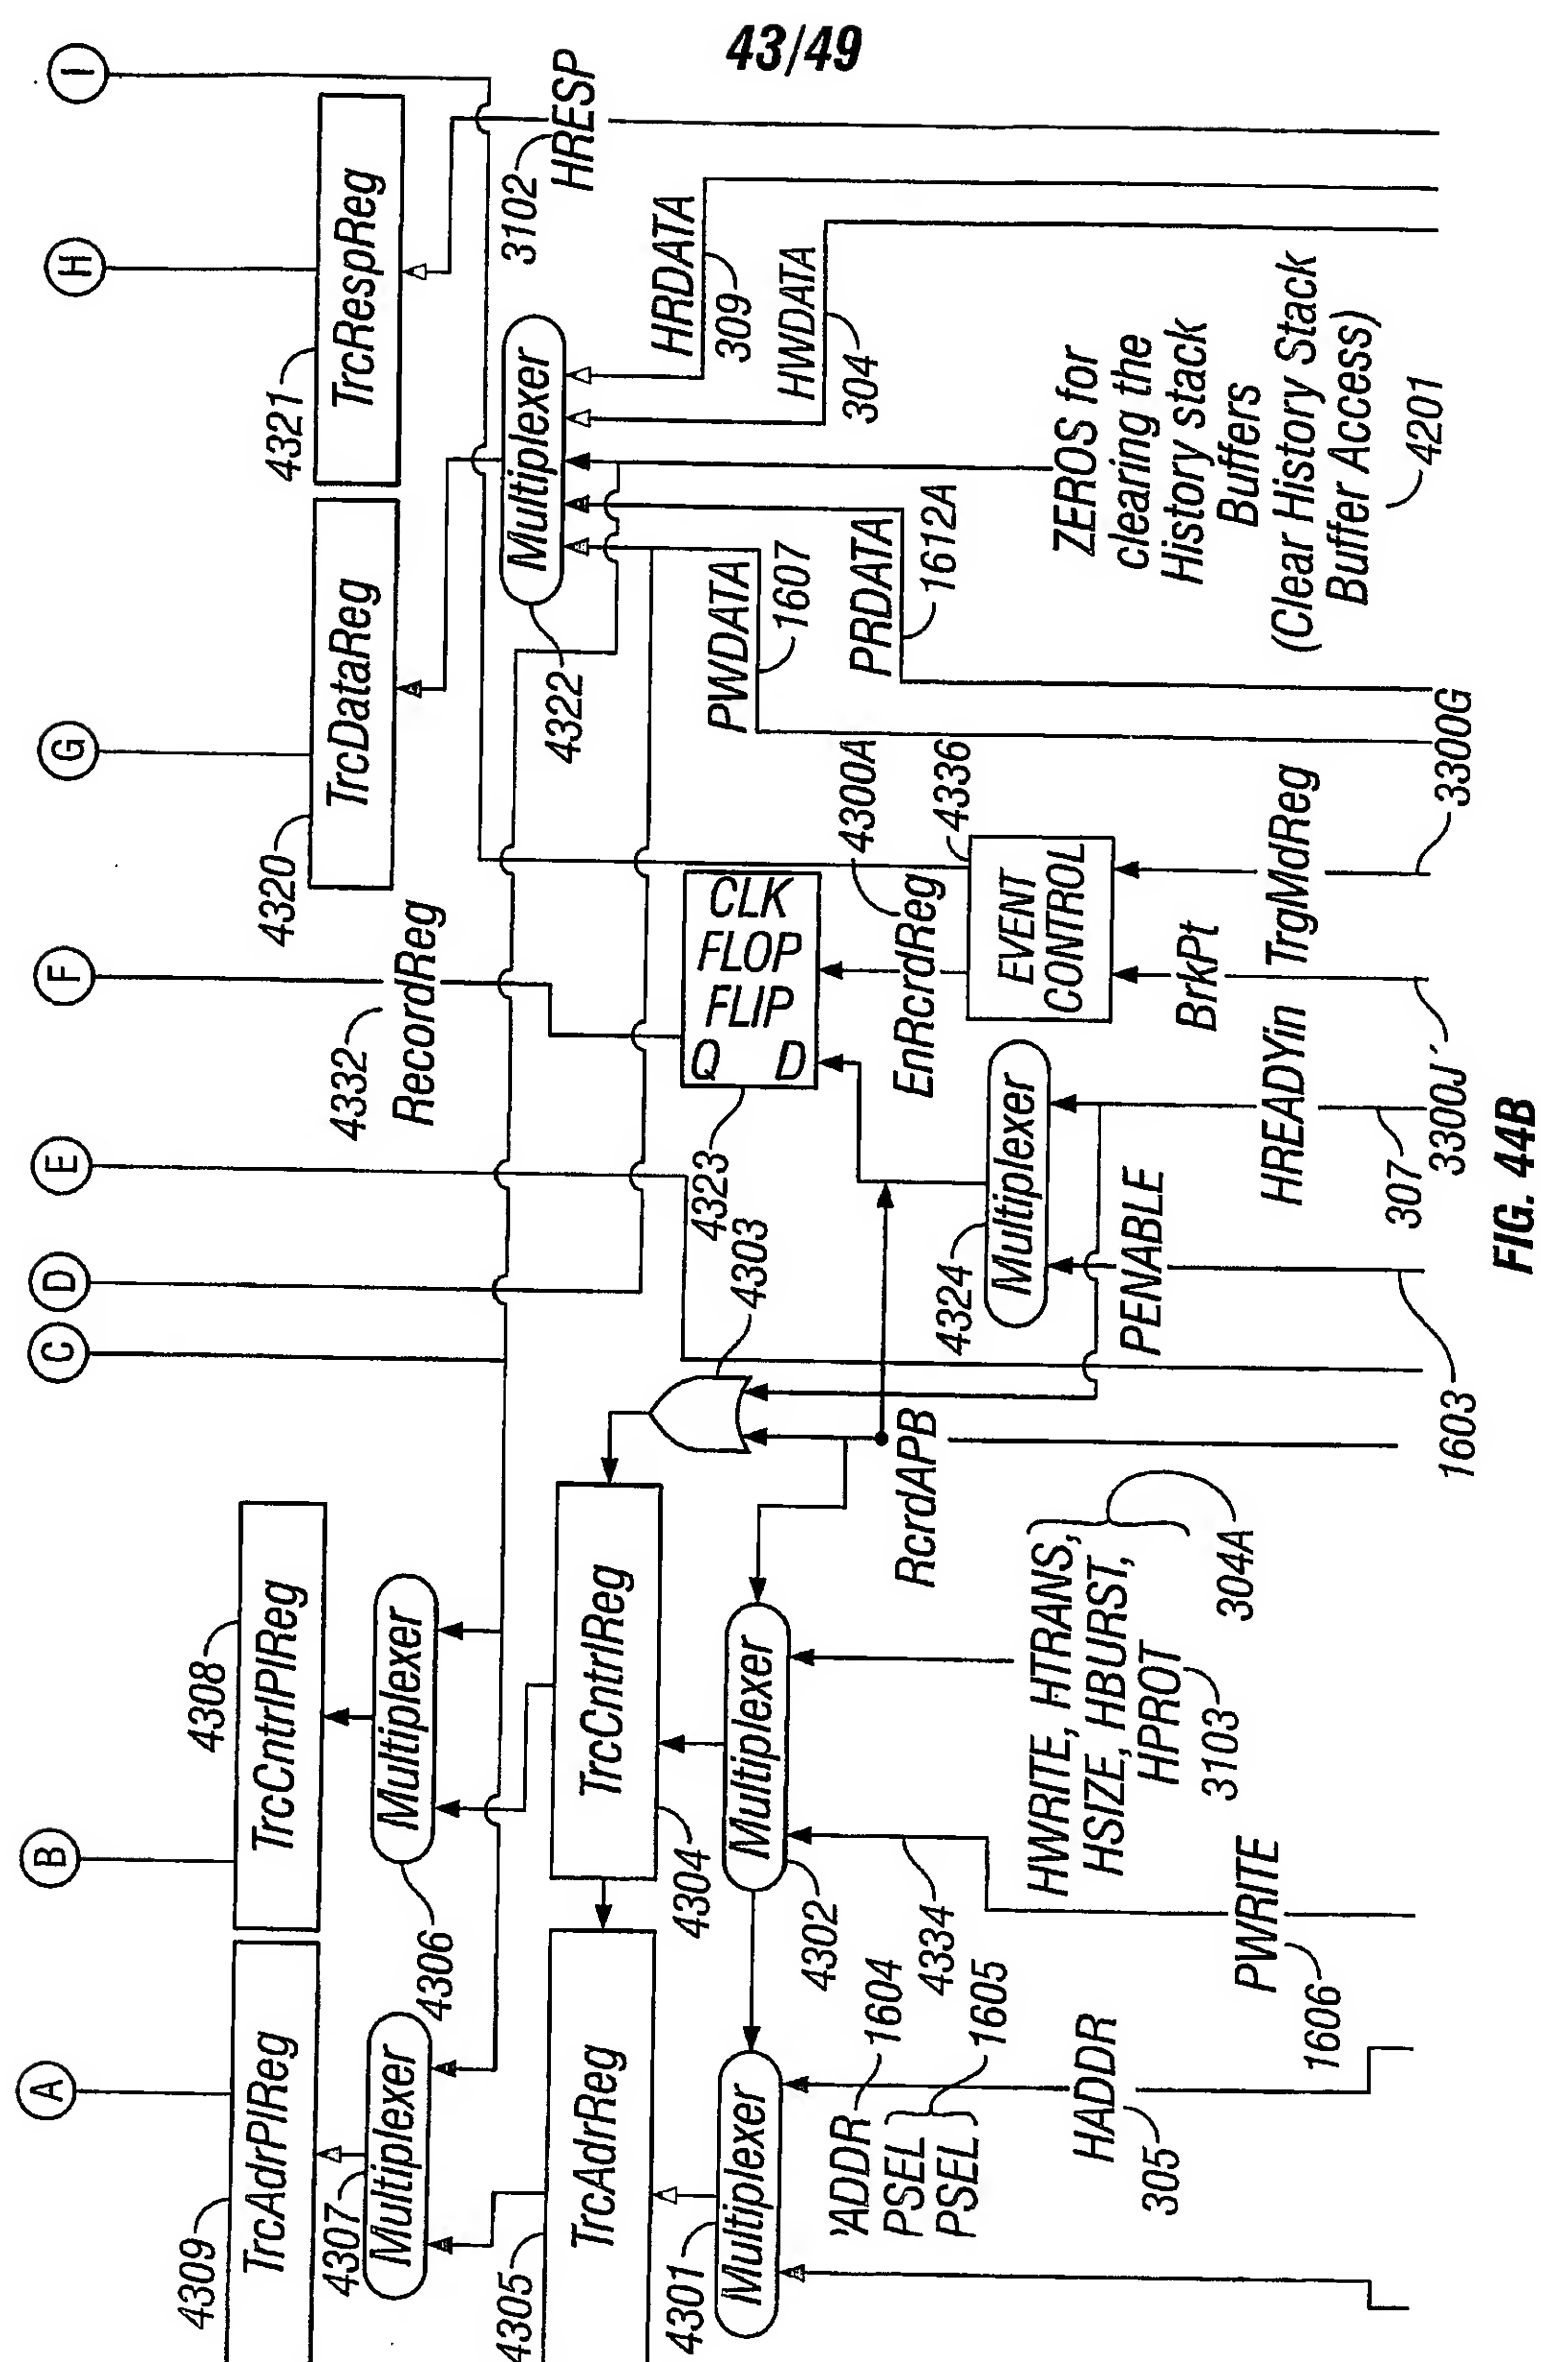 43/49
A
B
C
D
E
F
G
H
I
4309
TrcAdrPlReg
4308
TrcCntrlPlReg
4332
RecordReg
4320
TrcDataReg
4321
TrcRespReg
4307
Multiplexer
4306
Multiplexer
4322
Multiplexer
3102
HRESP
4305
TrcAdrReg
4304
TrcCntrlReg
4303
4323
Q
D
FLIP
FLOP
CLK
PWDATA
1607
PRDATA
1612A
HRDATA
309
HWDATA
304
4301
Multiplexer
4302
Multiplexer
4334
RcrdAPB
4324
Multiplexer
EnRcrdReg
4300A
4336
EVENT
CONTROL
'ADDR
1604
PSEL
PSEL
1605
HADDR
305
PWRITE
1606
HWRITE, HTRANS,
HSIZE, HBURST,
HPROT
3103
304A
PENABLE
1603
HREADYin
307
BrkPt
3300J'
TrgMdReg
3300G
ZEROS for
clearing the
History stack
Buffers
(Clear History Stack
Buffer Access)
4201
FIG. 44B